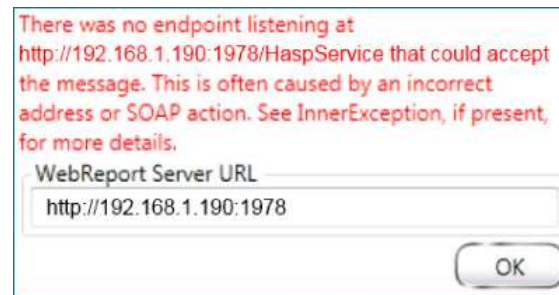 There was no endpoint listening at
http://192.168.1.190:1978/HaspService that could accept
the message. This is often caused by an incorrect
address or SOAP action. See InnerException, if present,
for more details.
WebReport Server URL
http://192.168.1.190:1978
OK